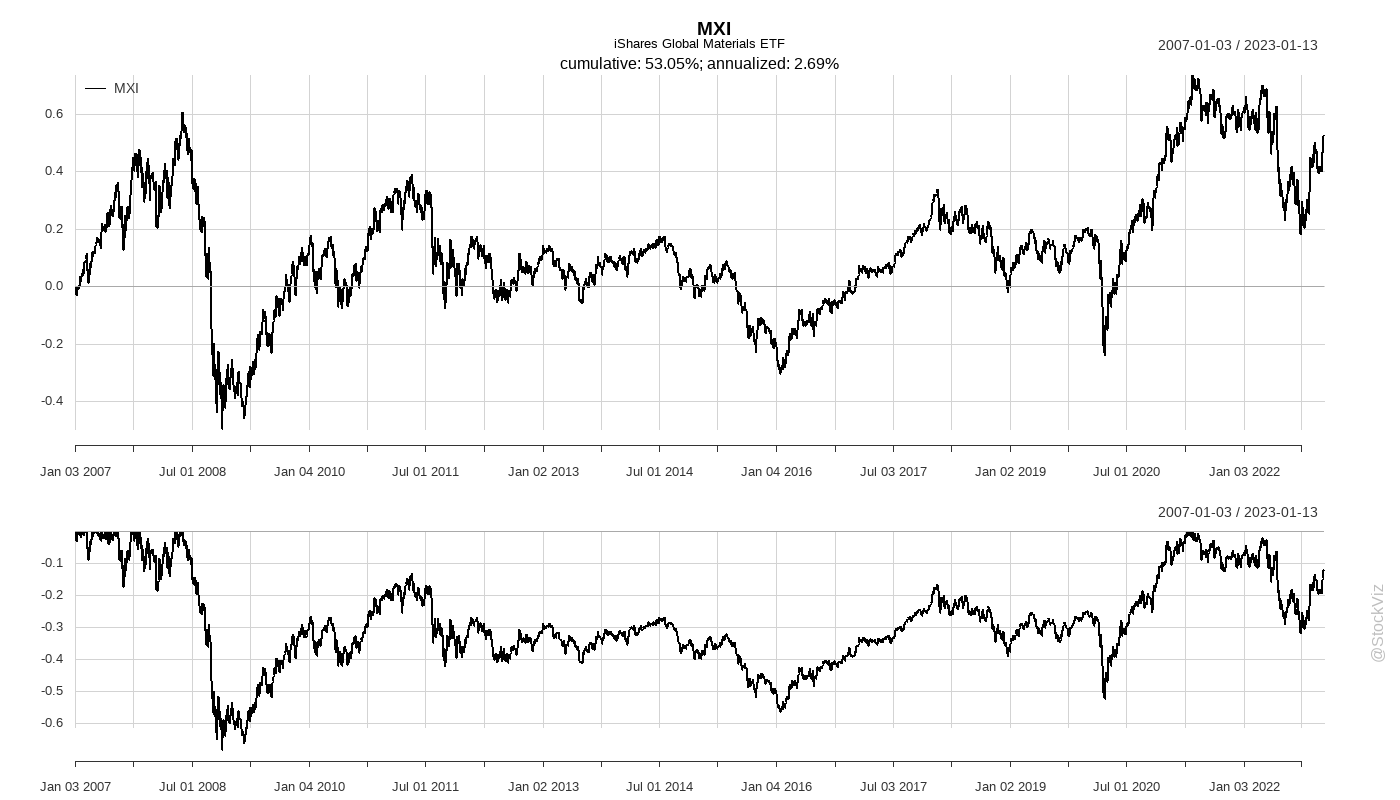 MXI
iShares Global Materials ETF
2007-01-03 / 2023-01-13
cumulative: 53.05%; annualized: 2.69%
MXI
0.6
0.4
0.2
0.0
-0.2
-0.4
Jan 03 2007 Jul 01 2008 Jan 04 2010 Jul 01 2011 Jan 02 2013 Jul 01 2014 Jan 04 2016 Jul 03 2017 Jan 02 2019 Jul 01 2020 Jan 03 2022
2007-01-03 / 2023-01-13
-0.1
-0.2
-0.3
-0.4
-0.5
-0.6
Jan 03 2007 Jul 01 2008 Jan 04 2010 Jul 01 2011 Jan 02 2013 Jul 01 2014 Jan 04 2016 Jul 03 2017 Jan 02 2019 Jul 01 2020 Jan 03 2022
@StockViz